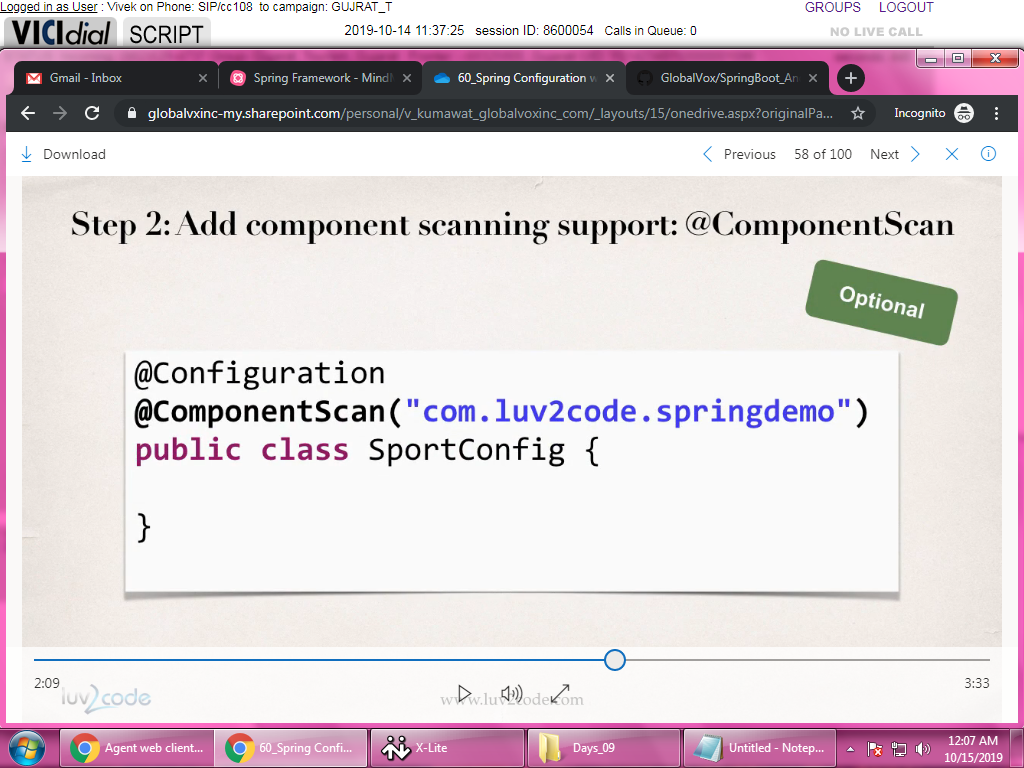 Logged in as User : Vivek on Phone: SIP/cc108 to campaign: GUJRAT_T
GROUPS LOGOUT
VICIdial SCRIPT 2019-10-14 11:37:25 session ID: 8600054 Calls in Queue: 0 NO LIVE CALL
Gmail - Inbox
Spring Framework - Mind
60_Spring Configuration w
GlobalVox/SpringBoot_An
globalvxinc-my.sharepoint.com/personal/v_kumawat_globalvoxinc_com/_layouts/15/onedrive.aspx?originalPa...
Incognito
Download
Previous 58 of 100 Next
Step 2: Add component scanning support: @ComponentScan
Optional
@Configuration
@ComponentScan("com.luv2code.springdemo")
public class SportConfig {
}
2:09
3:33
luv2code
www.luv2code.com
Agent web client...
60_Spring Confi...
X-Lite
Days_09
Untitled - Notep...
12:07 AM
10/15/2019